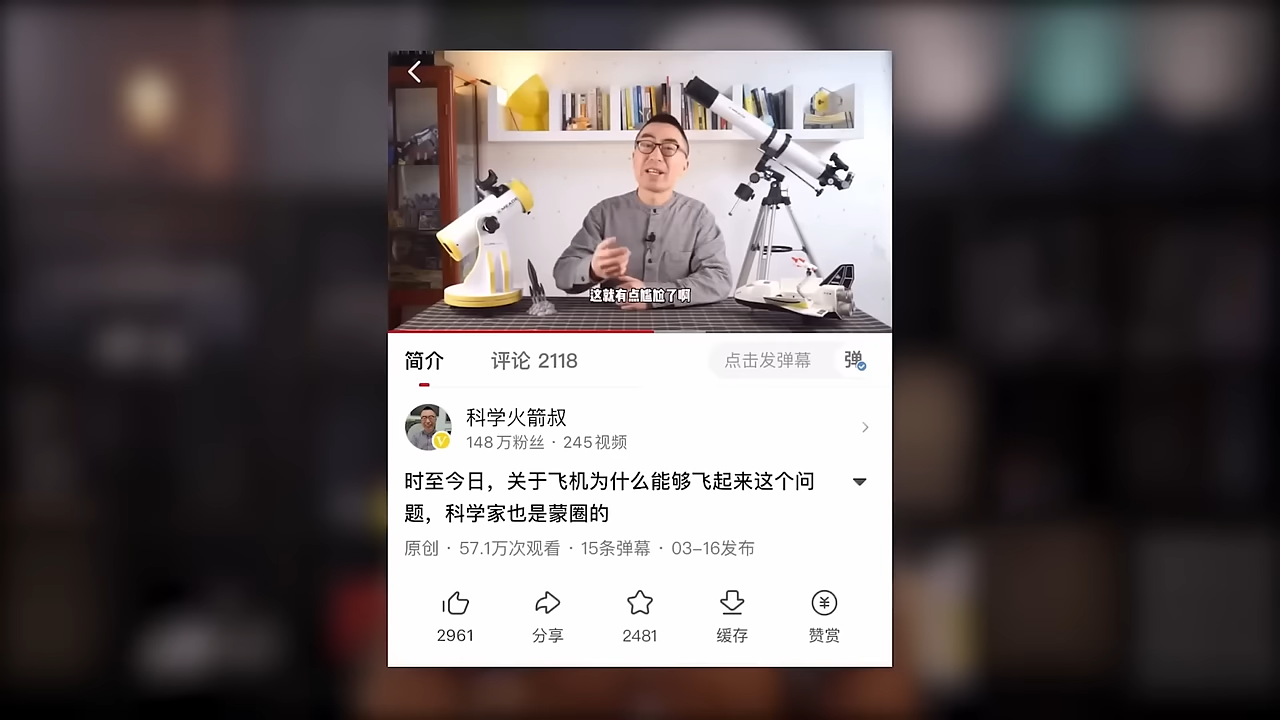 这就有点尴尬了啊
简介
评论 2118
点击发弹幕
弹
科学火箭叔
148万粉丝 · 245视频
时至今日，关于飞机为什么能够飞起来这个问
题，科学家也是蒙圈的
原创 · 57.1万次观看 · 15条弹幕 · 03-16发布
2961
分享
2481
缓存
赞赏